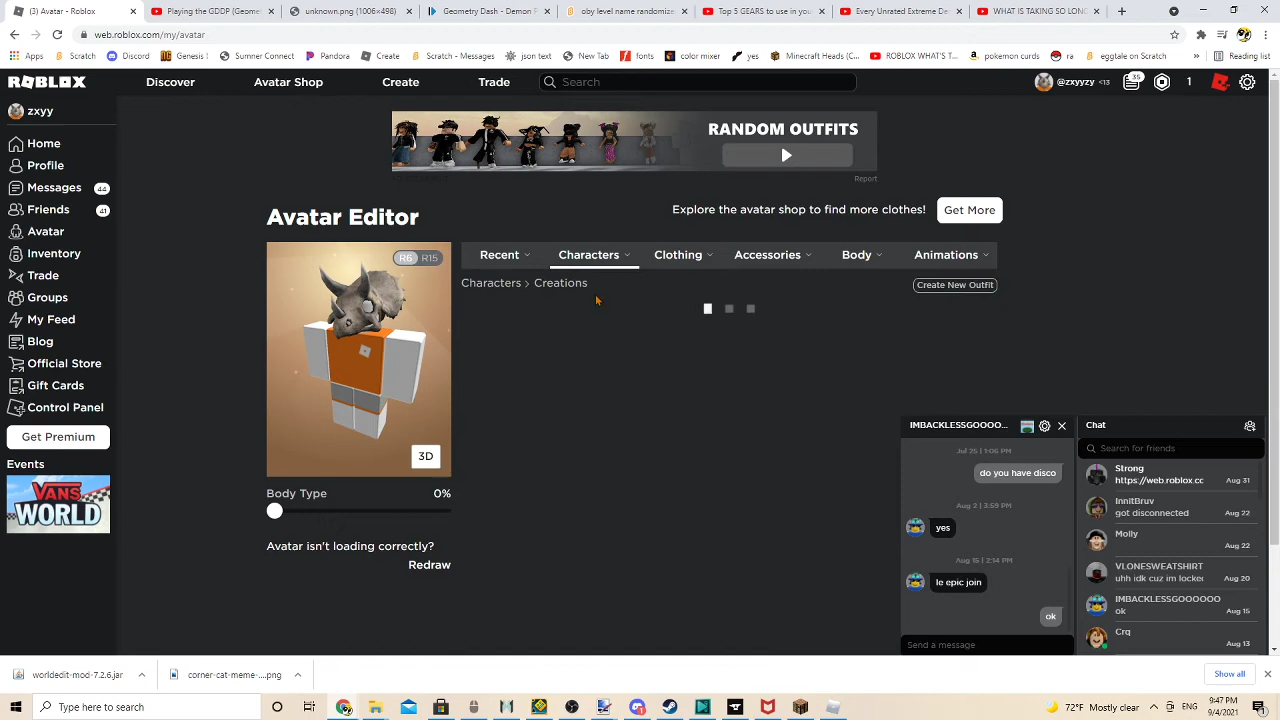 Avatar - Roblox
Playing the GDDP (Geomet
unknown.png (1006×498)
Geometry Dash - Demon P
oby level name randomize
Top 5 GEARS to use in you
Every Unrated Extreme De
WHAT IS TAKING SO LONG
web.roblox.com/my/avatar
Apps
Scratch
Discord
Genesis I
Sumner Connect
Pandora
Create
Scratch - Messages
json text
New Tab
fonts
color mixer
yes
Minecraft Heads (C...
ROBLOX WHAT'S T...
pokemon curds
ra
eggtale on Scratch
»
Reading list
ROBLOX
Discover
Avatar Shop
Create
Trade
Search
@zxyyzy <13
35
1
zxyy
RANDOM OUTFITS
Report
Home
Profile
Messages 44
Friends 41
Avatar
Inventory
Trade
Groups
My Feed
Blog
Official Store
Gift Cards
Control Panel
Get Premium
Events
VANS
WORLD
Avatar Editor
Explore the avatar shop to find more clothes!
Get More
R6 R15
Recent
Characters
Clothing
Accessories
Body
Animations
Characters > Creations
Create New Outfit
3D
Body Type 0%
Avatar isn't loading correctly?
Redraw
IMBACKLESSGOOOO...
Jul 25 | 1:06 PM
do you have disco
Aug 2 | 3:59 PM
yes
Aug 15 | 2:14 PM
le epic join
ok
Send a message
Chat
Search for friends
Strong
https://web.roblox.cc Aug 31
InnitBruv
got disconnected Aug 22
Molly
Aug 22
VLONESWEATSHIRT
uhh idk cuz im locked Aug 20
IMBACKLESSGOOOOOO
ok Aug 15
Crq
Aug 13
worldedit-mod-7.2.6.jar
corner-cat-meme-....png
Show all
Type here to search
72°F Mostly clear
9:47 PM
9/4/2021